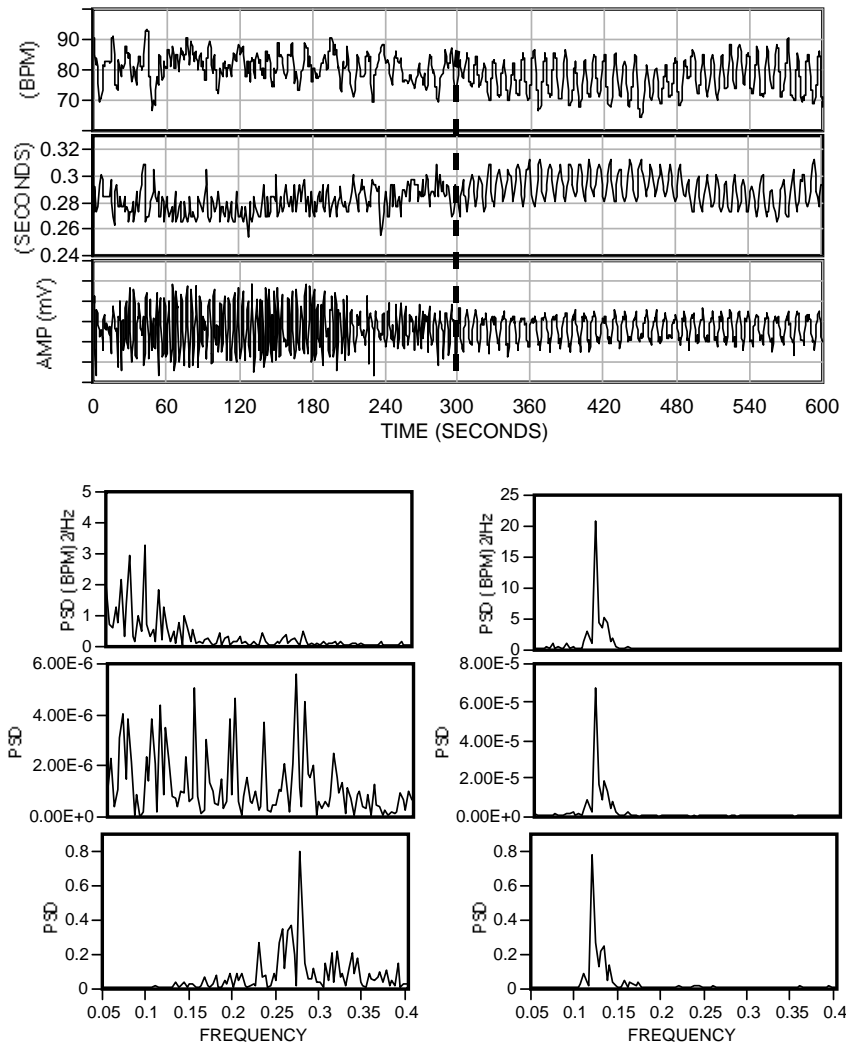 (BPM)
90
80
70
(SECONDS)
0.32
0.3
0.28
0.26
0.24
AMP (mV)
0 60 120 180 240 300 360 420 480 540 600
TIME (SECONDS)
PSD (BPM) 2/Hz
5
4
3
2
1
0
PSD (BPM) 2/Hz
25
20
15
10
5
0
PSD
6.00E-6
4.00E-6
2.00E-6
0.00E+0
PSD
8.00E-5
6.00E-5
4.00E-5
2.00E-5
0.00E+0
PSD
0.8
0.6
0.4
0.2
0
0.05 0.1 0.15 0.2 0.25 0.3 0.35 0.4
FREQUENCY
PSD
0.8
0.6
0.4
0.2
0
0.05 0.1 0.15 0.2 0.25 0.3 0.35 0.4
FREQUENCY